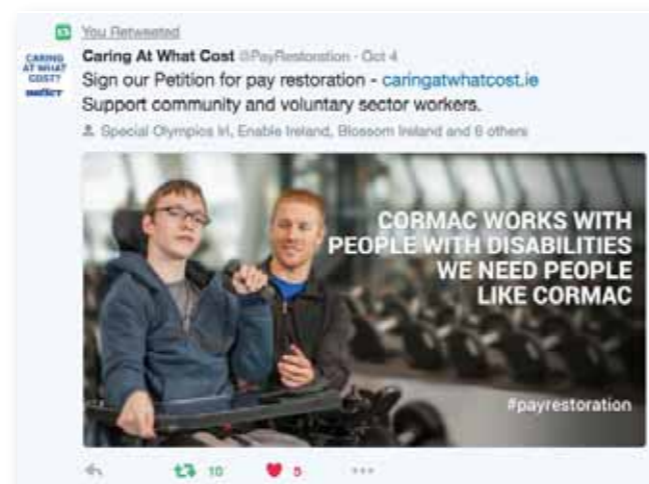 You Retweeted
CARING
AT WHAT
COST?
Caring At What Cost @PayRestoration · Oct 4
Sign our Petition for pay restoration - caringatwhatcost.ie
Support community and voluntary sector workers.
Special Olympics Irl, Enable Ireland, Blossom Ireland and 6 others
CORMAC WORKS WITH
PEOPLE WITH DISABILITIES
WE NEED PEOPLE
LIKE CORMAC
#payrestoration
10 5